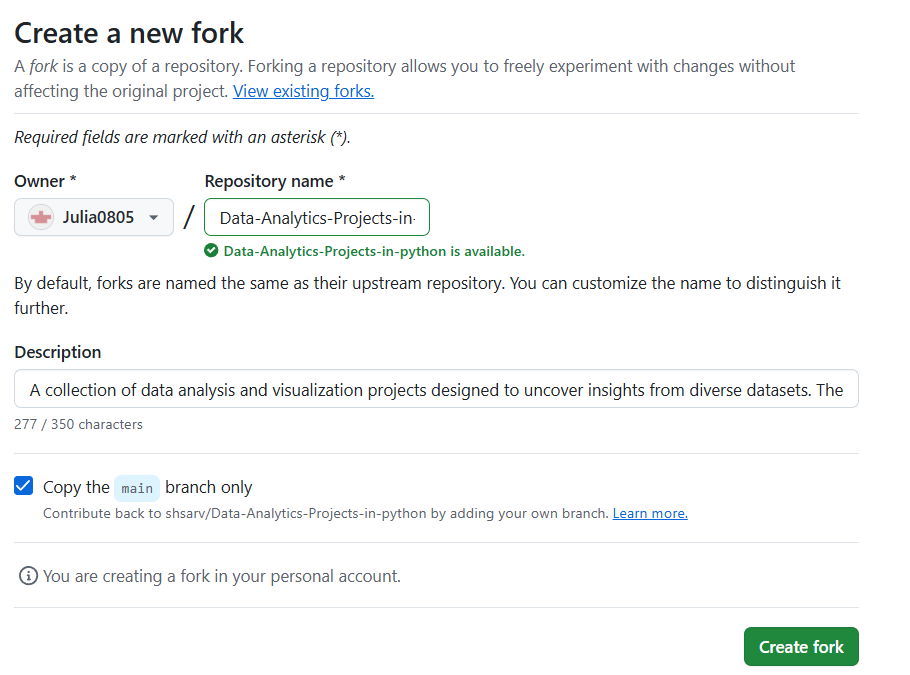 Create a new fork
A fork is a copy of a repository. Forking a repository allows you to freely experiment with changes without
affecting the original project. View existing forks.
Required fields are marked with an asterisk (*).
Owner *
Repository name *
Julia0805
/
Data-Analytics-Projects-in-
Data-Analytics-Projects-in-python is available.
By default, forks are named the same as their upstream repository. You can customize the name to distinguish it
further.
Description
A collection of data analysis and visualization projects designed to uncover insights from diverse datasets. The
277 / 350 characters
Copy the main branch only
Contribute back to shsarv/Data-Analytics-Projects-in-python by adding your own branch. Learn more.
You are creating a fork in your personal account.
Create fork